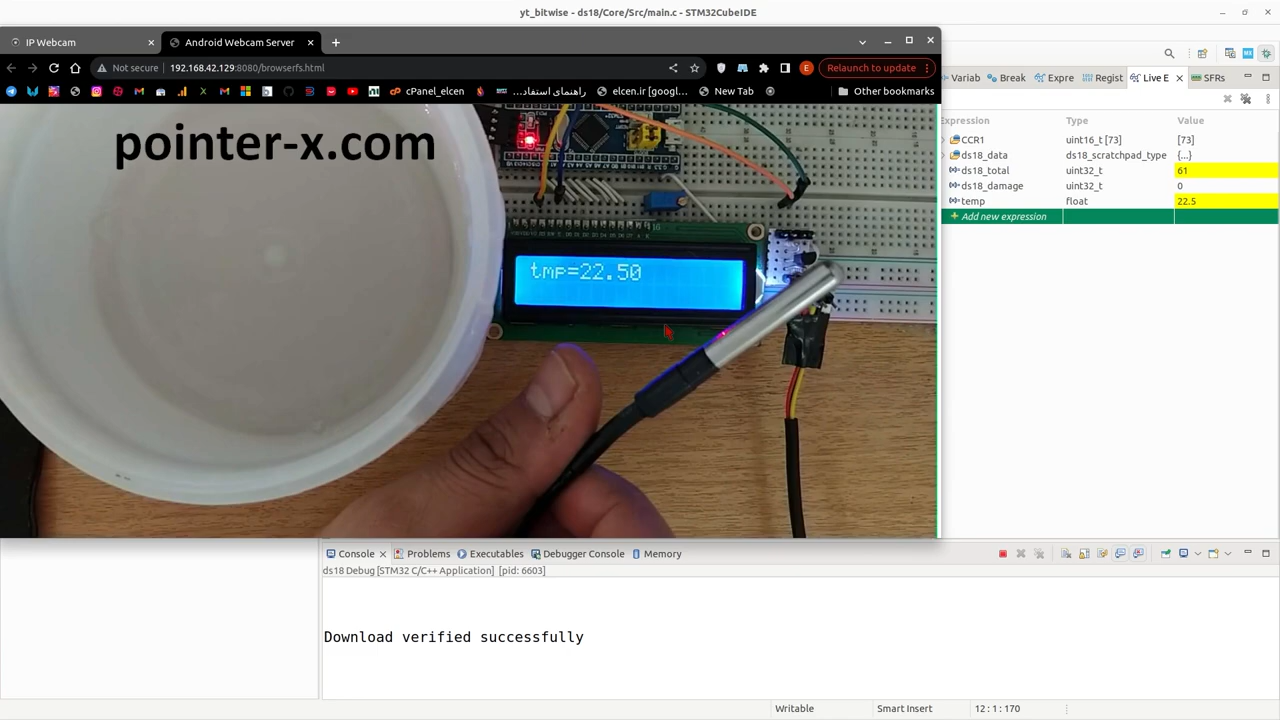 yt_bitwise - ds18/Core/Src/main.c - STM32CubeIDE
IP Webcam
Android Webcam Server
Not secure
192.168.42.129:8080/browserfs.html
E
Relaunch to update
cPanel_elcen
راهنمای استفاد...
elcen.ir [googl...
New Tab
Other bookmarks
pointer-x.com
tmp=22.50
Variab
Break
Expre
Regist
Live E
SFRs
Expression Type Value
CCR1 uint16_t [73] [73]
ds18_data ds18_scratchpad_type {...}
ds18_total uint32_t 61
ds18_damage uint32_t 0
temp float 22.5
Add new expression
Console
Problems
Executables
Debugger Console
Memory
ds18 Debug [STM32 C/C++ Application] [pid: 6603]
Download verified successfully
Writable
Smart Insert
12 : 1 : 170